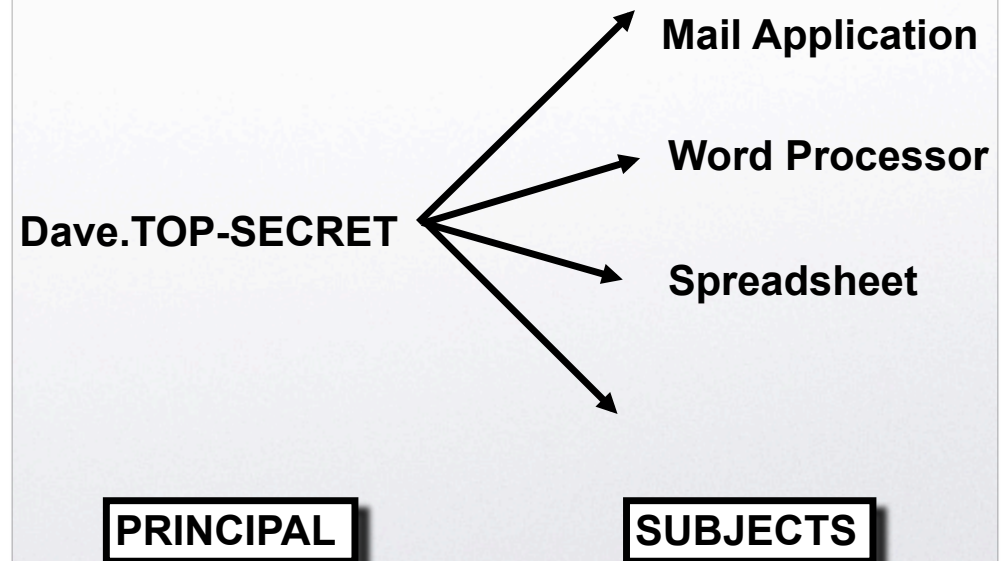 Mail Application
Word Processor
Dave.TOP-SECRET
Spreadsheet
PRINCIPAL
SUBJECTS